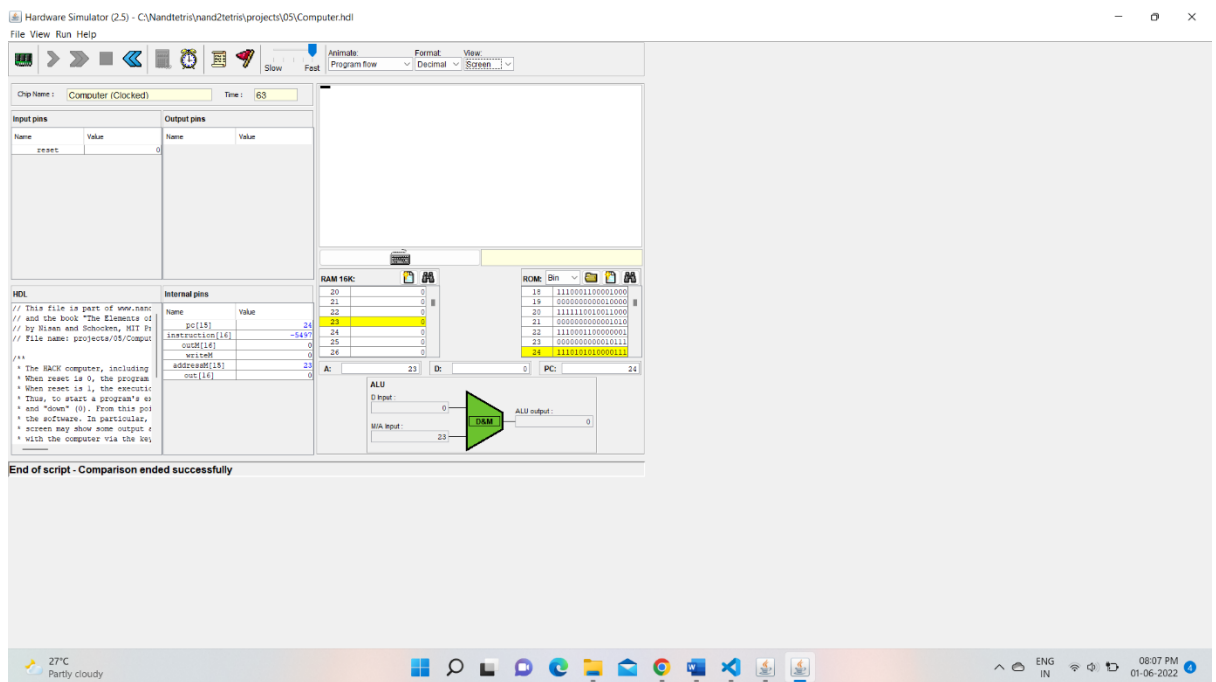 Hardware Simulator (2.5) - C:\Nandtetris\nand2tetris\projects\05\Computer.hdl
File View Run Help
Slow Fast
Animate: Format: View:
Program flow Decimal Screen
Chip Name : Computer (Clocked) Time : 63
Input pins Output pins
Name Value Name Value
reset 0
HDL
// This file is part of www.nand
// and the book "The Elements of
// by Nisan and Schocken, MIT Pr
// File name: projects/05/Comput
/**
* The HACK computer, including
* When reset is 0, the program
* When reset is 1, the executio
* Thus, to start a program's ex
* and "down" (0). From this poi
* the software. In particular,
* screen may show some output
* with the computer via the key
Internal pins
Name Value
pc[15] 24
instruction[16] -5497
outM[16] 0
writeM 0
addressM[15] 23
out[16] 0
RAM 16K:
20 0
21 0
22 0
23 0
24 0
25 0
26 0
ROM: Bin
18 1110001100001000
19 0000000000010000
20 1111110010011000
21 0000000000001010
22 1110001100000001
23 0000000000010111
24 1110101010000111
A: 23 D: 0 PC: 24
ALU
D Input :
0
M/A Input :
23
D&M
ALU output :
0
End of script - Comparison ended successfully
27°C
Partly cloudy
ENG
IN
08:07 PM
01-06-2022
4